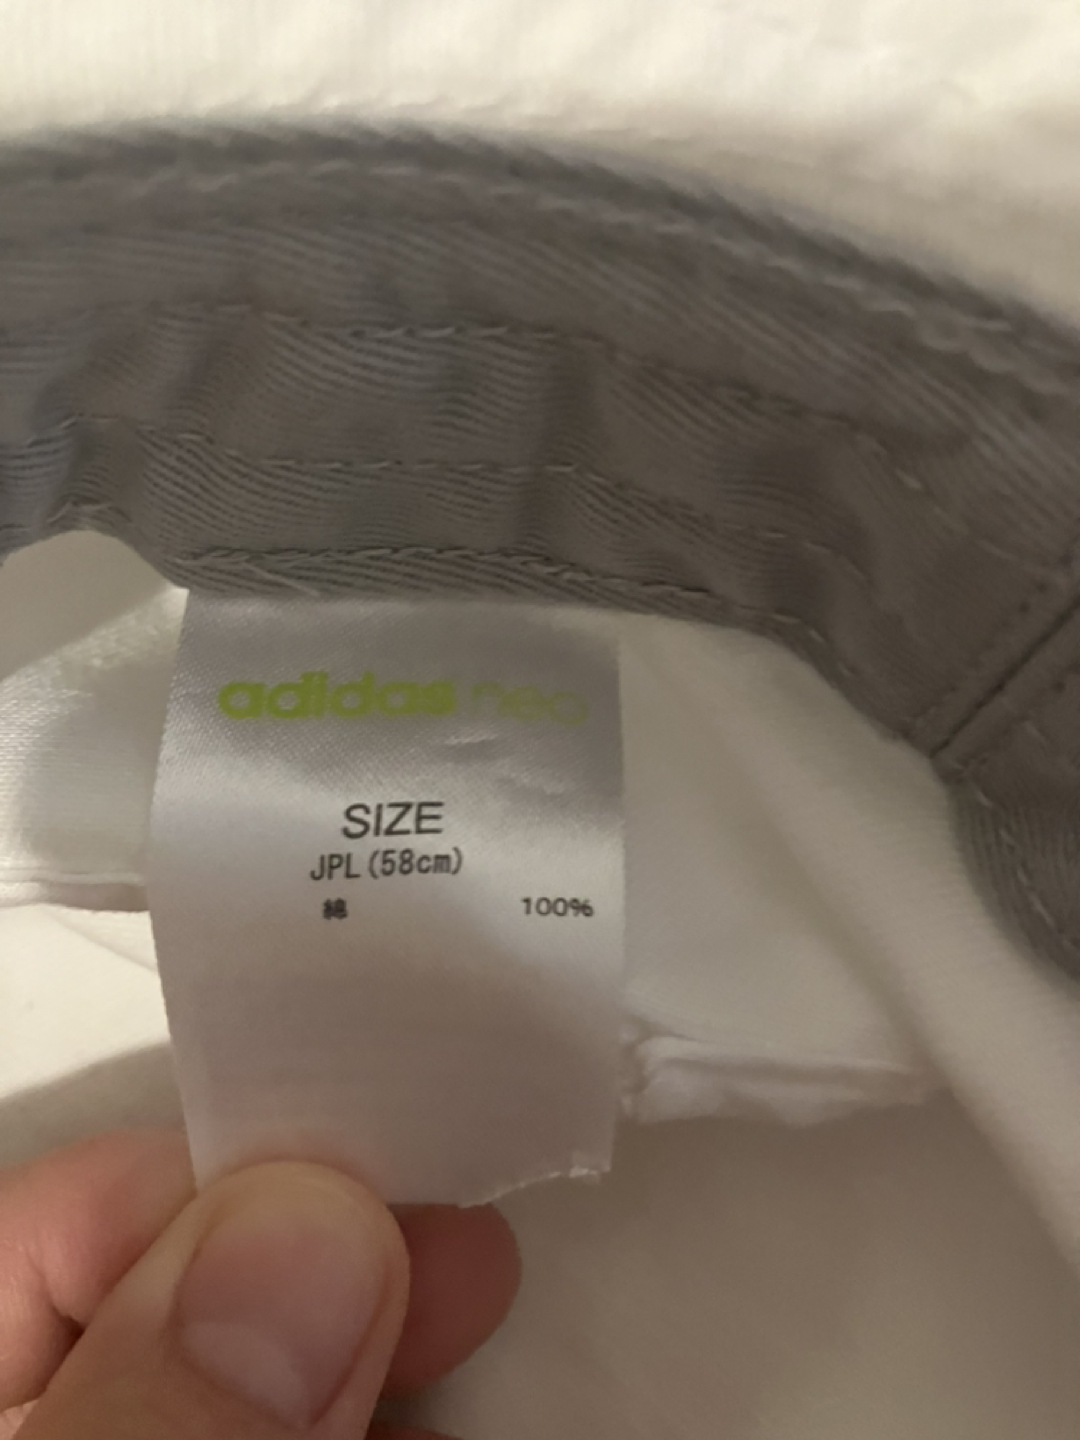 adidas neo
SIZE
JPL (58cm)
綿 100%